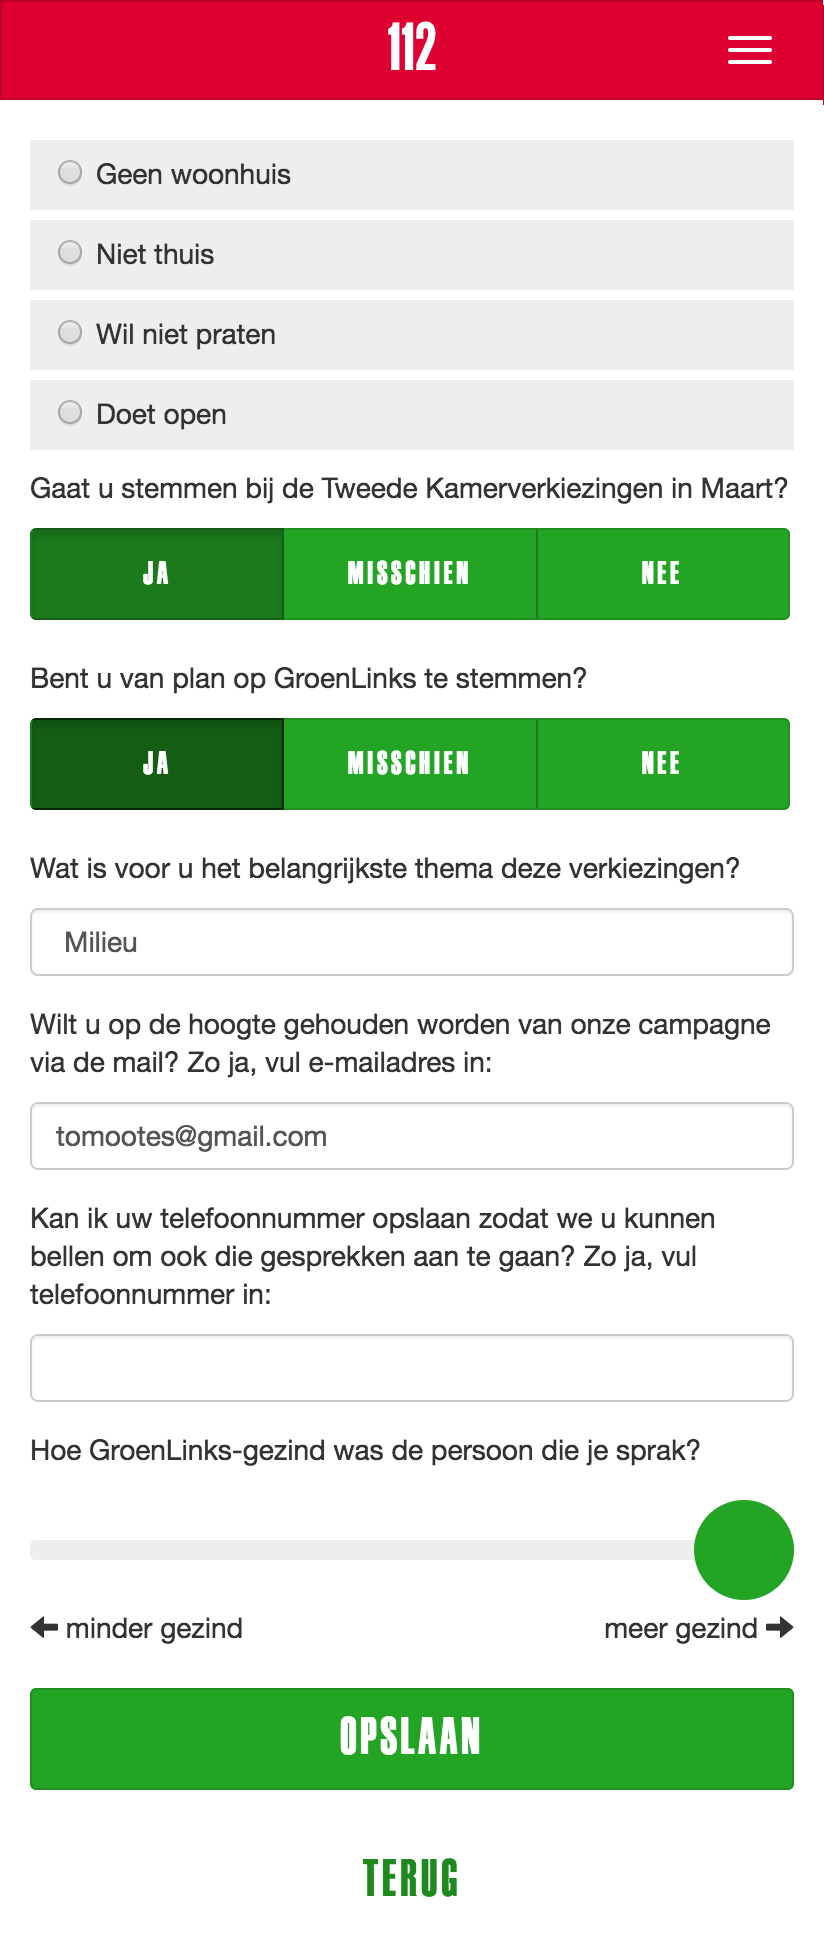 112
Geen woonhuis
Niet thuis
Wil niet praten
Doet open
Gaat u stemmen bij de Tweede Kamerverkiezingen in Maart?
JA MISSCHIEN NEE
Bent u van plan op GroenLinks te stemmen?
JA MISSCHIEN NEE
Wat is voor u het belangrijkste thema deze verkiezingen?
Milieu
Wilt u op de hoogte gehouden worden van onze campagne
via de mail? Zo ja, vul e-mailadres in:
tomootes@gmail.com
Kan ik uw telefoonnummer opslaan zodat we u kunnen
bellen om ook die gesprekken aan te gaan? Zo ja, vul
telefoonnummer in:
Hoe GroenLinks-gezind was de persoon die je sprak?
minder gezind meer gezind
OPSLAAN
TERUG